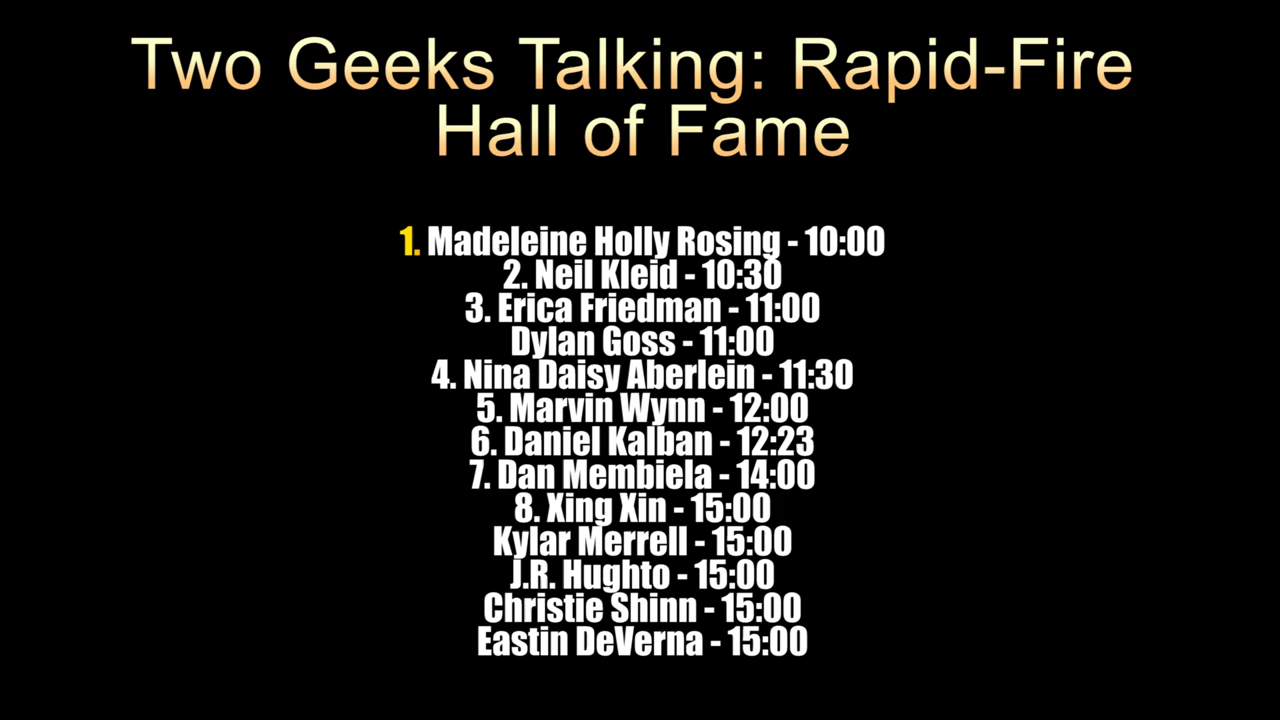 Two Geeks Talking: Rapid-Fire
Hall of Fame
1. Madeleine Holly Rosing - 10:00
2. Neil Kleid - 10:30
3. Erica Friedman - 11:00
Dylan Goss - 11:00
4. Nina Daisy Aberlein - 11:30
5. Marvin Wynn - 12:00
6. Daniel Kalban - 12:23
7. Dan Membiela - 14:00
8. Xing Xin - 15:00
Kylar Merrell - 15:00
J.R. Hughto - 15:00
Christie Shinn - 15:00
Eastin DeVerna - 15:00